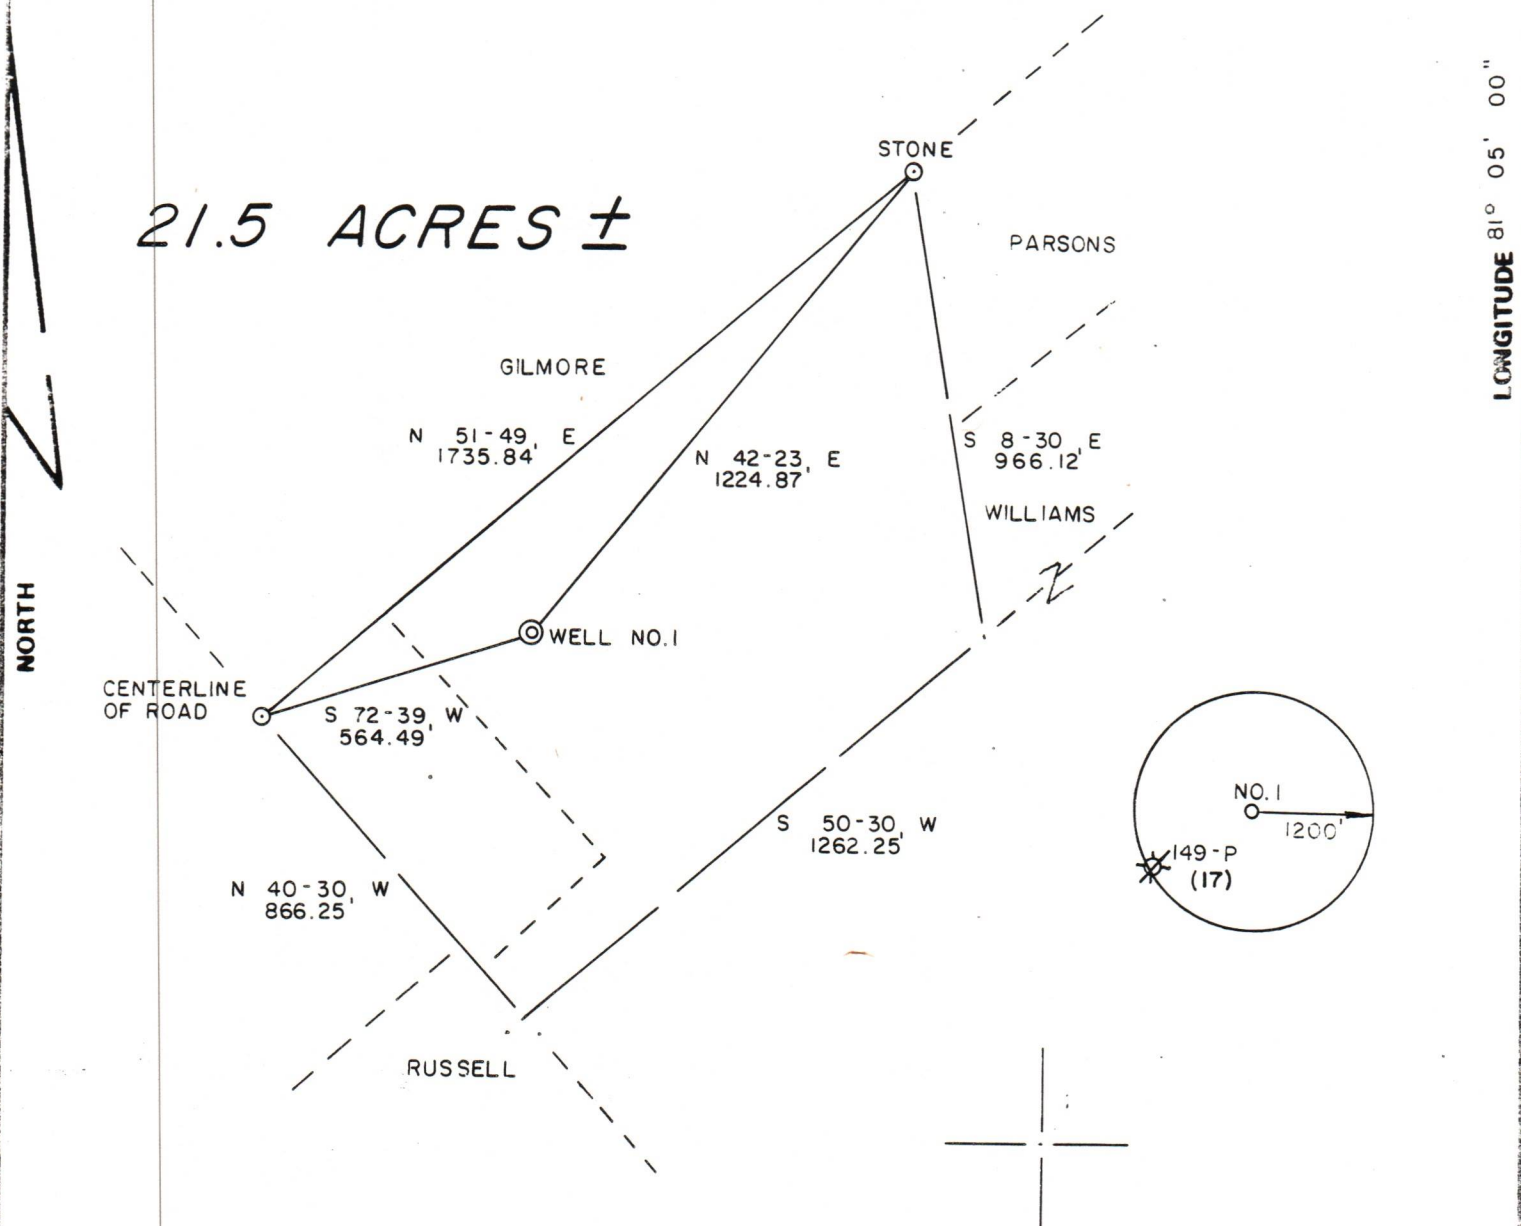 STONE
21.5 ACRES ±
PARSONS
LONGITUDE 81° 05' 00"
GILMORE
N 51-49, E
1735.84'
N 42-23, E
1224.87'
S 8-30, E
966.12'
WILLIAMS
Z
NORTH
WELL NO.1
CENTERLINE
OF ROAD
S 72-39, W
564.49'
NO.1
1200'
149-P
(17)
S 50-30, W
1262.25'
N 40-30, W
866.25'
RUSSELL